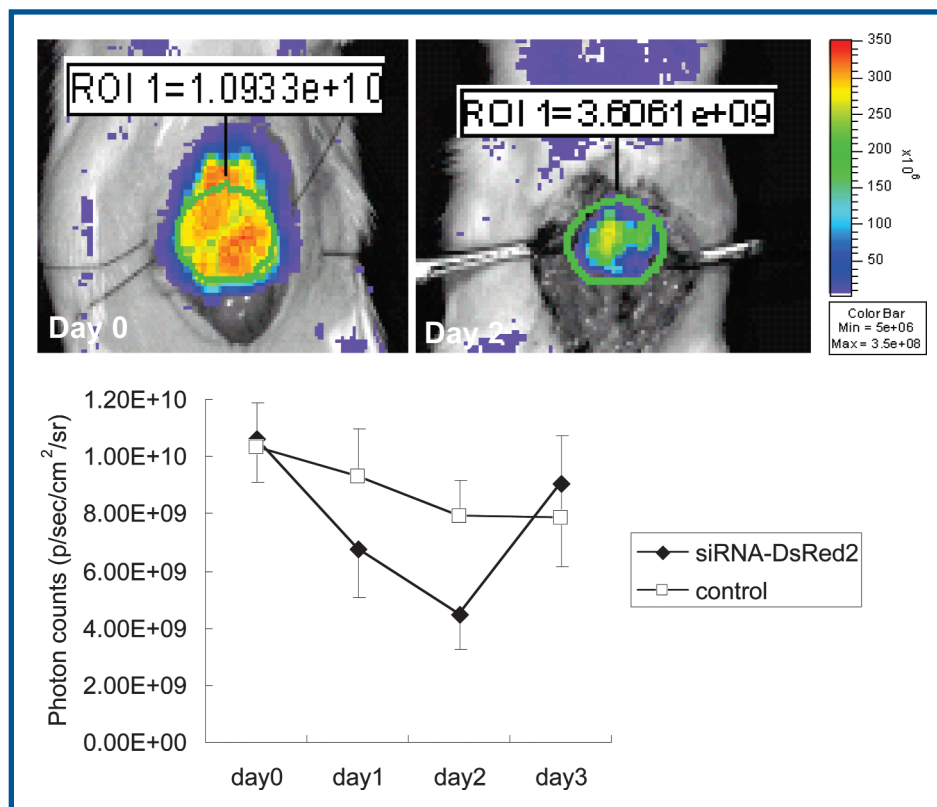 ROI 1=1.0933e+10
Day 0
ROI 1=3.6061e+09
Day 2
350
300
250
200
150
100
50
x10⁶
Color Bar
Min = 5e+06
Max = 3.5e+08
Photon counts (p/sec/cm²/sr)
1.20E+10
1.00E+10
8.00E+09
6.00E+09
4.00E+09
2.00E+09
0.00E+00
day0 day1 day2 day3
siRNA-DsRed2
control